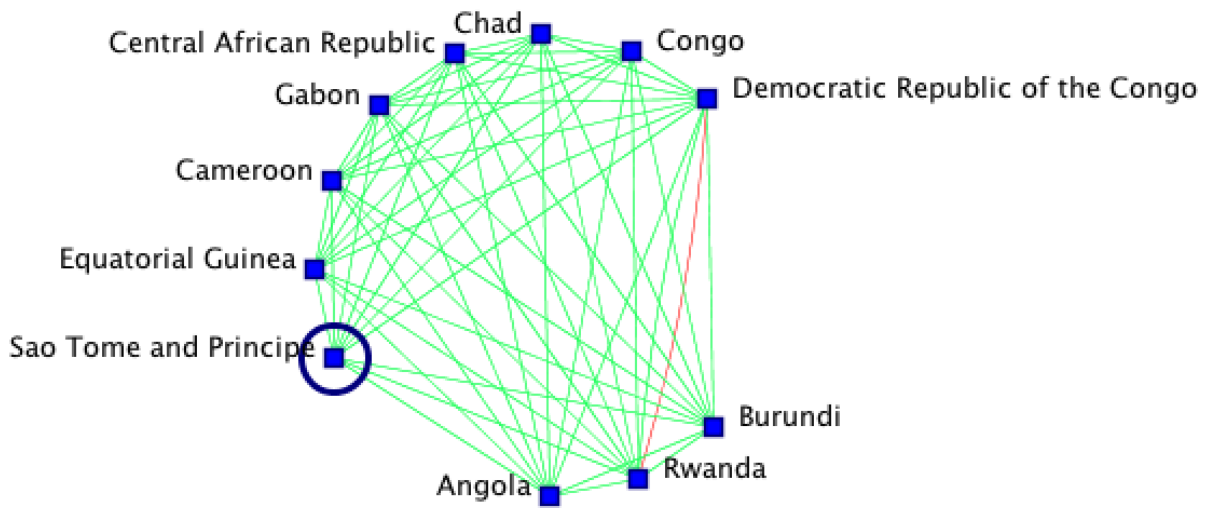 Chad
Congo
Central African Republic
Democratic Republic of the Congo
Gabon
Cameroon
Equatorial Guinea
Sao Tome and Principe
Burundi
Rwanda
Angola